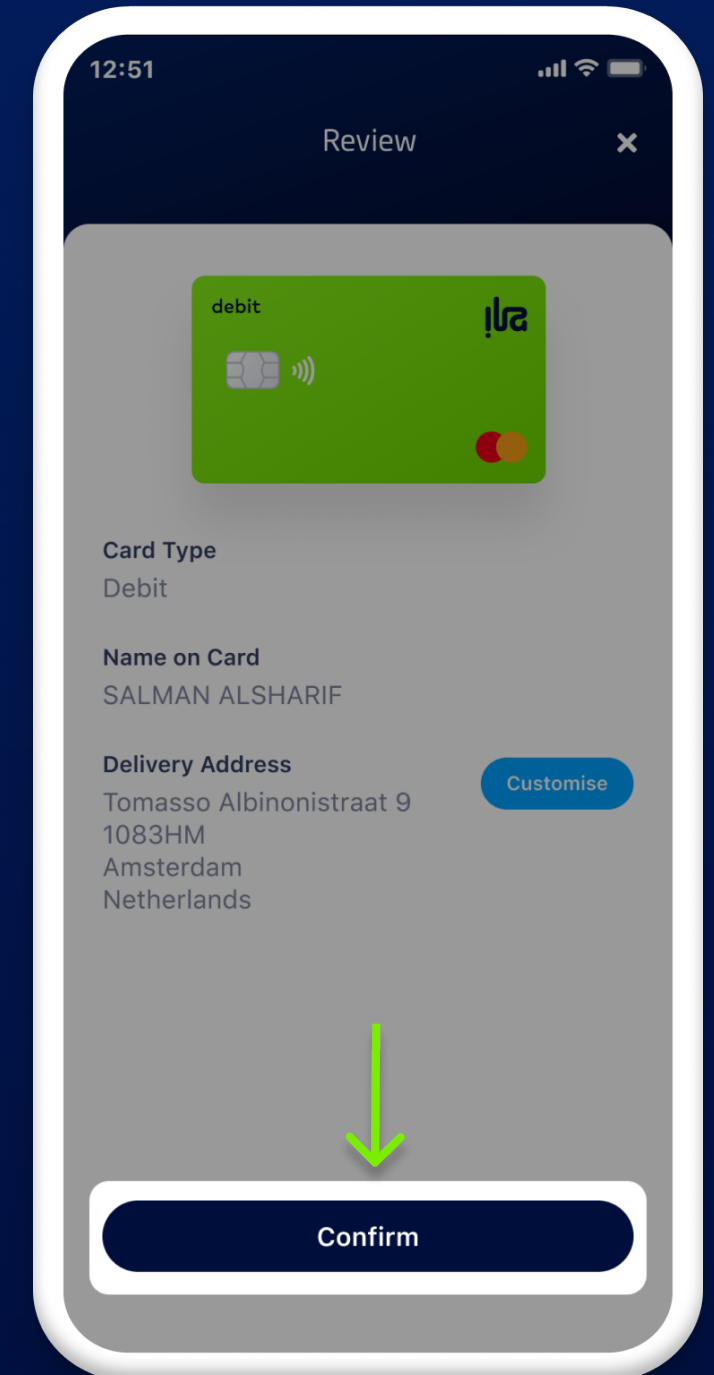 12:51
Review
debit
ila
Card Type
Debit
Name on Card
SALMAN ALSHARIF
Delivery Address
Customise
Tomasso Albinonistraat 9
1083HM
Amsterdam
Netherlands
Confirm